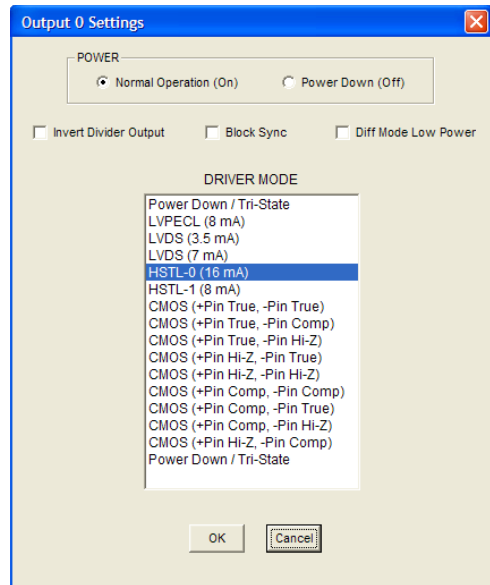 Output 0 Settings
POWER
Normal Operation (On) Power Down (Off)
Invert Divider Output Block Sync Diff Mode Low Power
DRIVER MODE
Power Down / Tri-State
LVPECL (8 mA)
LVDS (3.5 mA)
LVDS (7 mA)
HSTL-0 (16 mA)
HSTL-1 (8 mA)
CMOS (+Pin True, -Pin True)
CMOS (+Pin True, -Pin Comp)
CMOS (+Pin True, -Pin Hi-Z)
CMOS (+Pin Hi-Z, -Pin True)
CMOS (+Pin Hi-Z, -Pin Hi-Z)
CMOS (+Pin Comp, -Pin Comp)
CMOS (+Pin Comp, -Pin True)
CMOS (+Pin Comp, -Pin Hi-Z)
CMOS (+Pin Hi-Z, -Pin Comp)
Power Down / Tri-State
OK Cancel